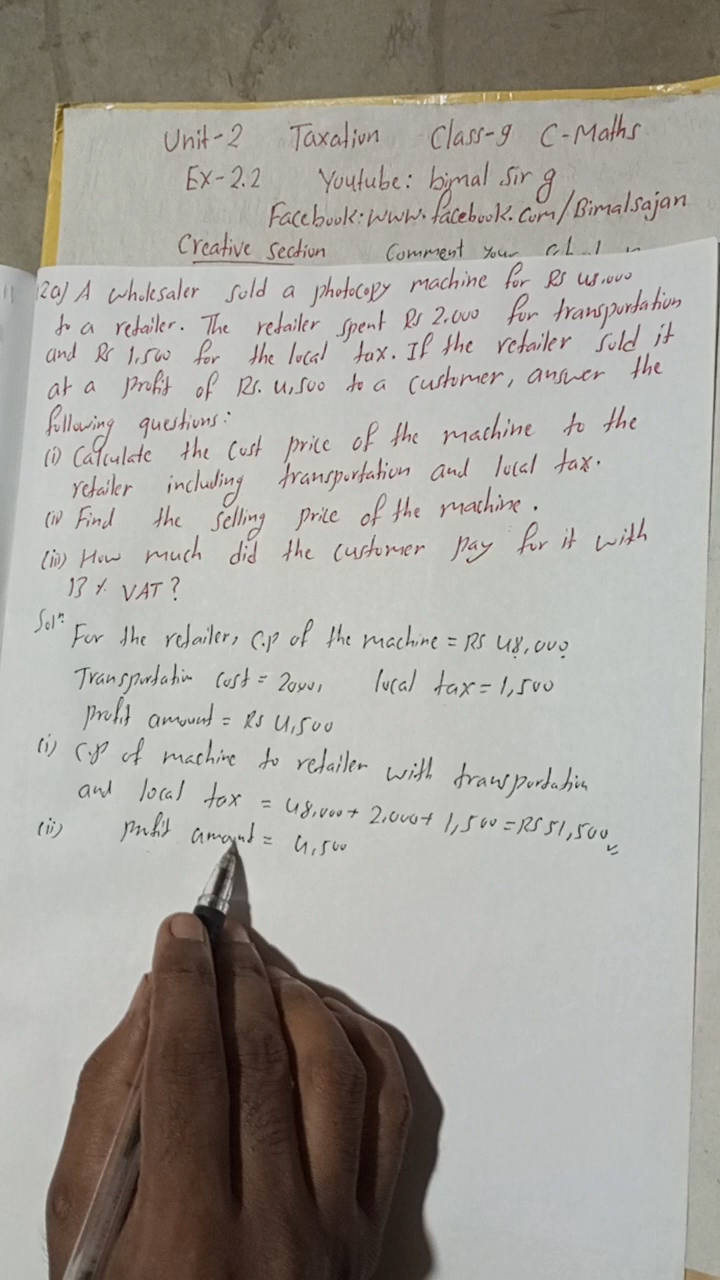 Unit-2 Taxation Class-9 C-Maths
Ex-2.2 Youtube: bimal sir g
Facebook:www.facebook.com/Bimalsajan
Creative section Comment your
12a) A wholesaler sold a photocopy machine for Rs 48,000
to a retailer. The retailer spent Rs 2,000 for transportation
and Rs 1,500 for the local tax. If the retailer sold it
at a profit of Rs. 4,500 to a customer, answer the
following questions:
(i) Calculate the cost price of the machine to the
retailer including transportation and local tax.
(ii) Find the selling price of the machine.
(iii) How much did the customer pay for it with
13% VAT?
Solⁿ
For the retailer, C.P of the machine = Rs 48,000
Transportation cost = 2000, local tax = 1,500
profit amount = Rs 4,500
(i) C.P of machine to retailer with transportation
and local tax = 48,000+ 2,000+ 1,500 = RS 51,500
(ii) profit amount = 4,500